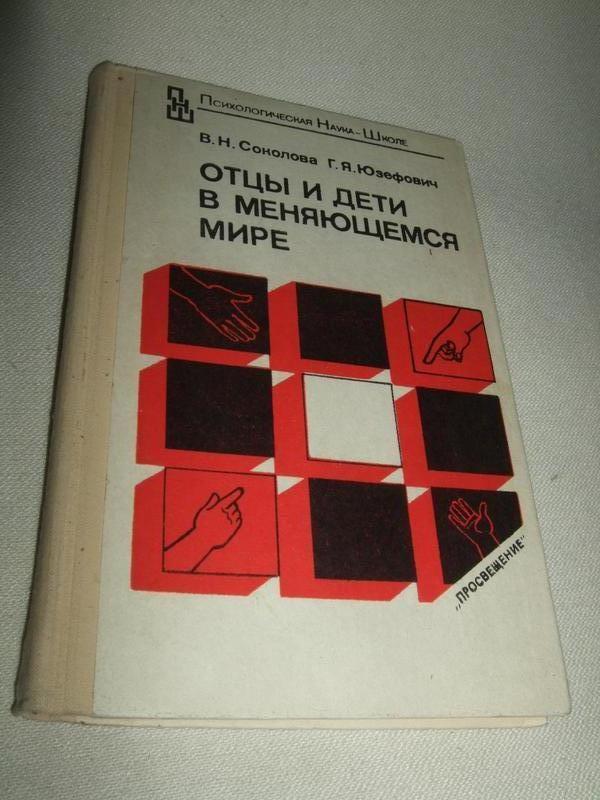 Психологическая Наука - Школе
В. Н. Соколова Г. Я. Юзефович
ОТЦЫ И ДЕТИ
В МЕНЯЮЩЕМСЯ
МИРЕ
„ПРОСВЕЩЕНИЕ"